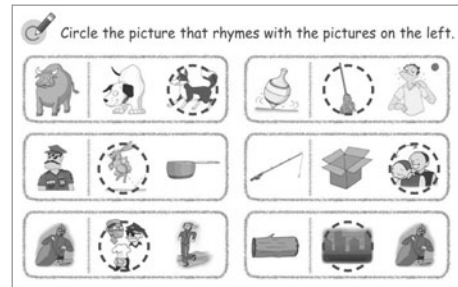 Circle the picture that rhymes with the pictures on the left.